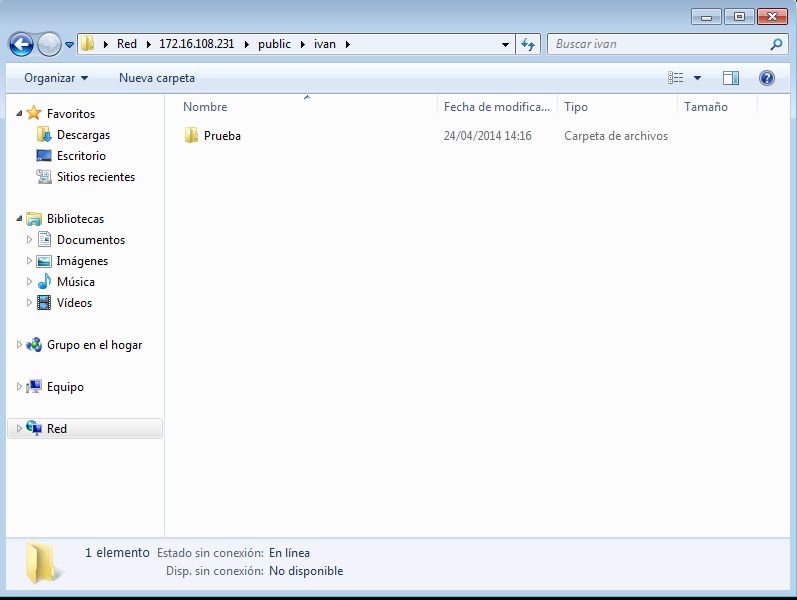 Red 172.16.108.231 public ivan
Buscar ivan
Organizar Nueva carpeta
Nombre Fecha de modifica... Tipo Tamaño
Prueba 24/04/2014 14:16 Carpeta de archivos
Favoritos
Descargas
Escritorio
Sitios recientes
Bibliotecas
Documentos
Imágenes
Música
Vídeos
Grupo en el hogar
Equipo
Red
1 elemento Estado sin conexión: En línea
Disp. sin conexión: No disponible